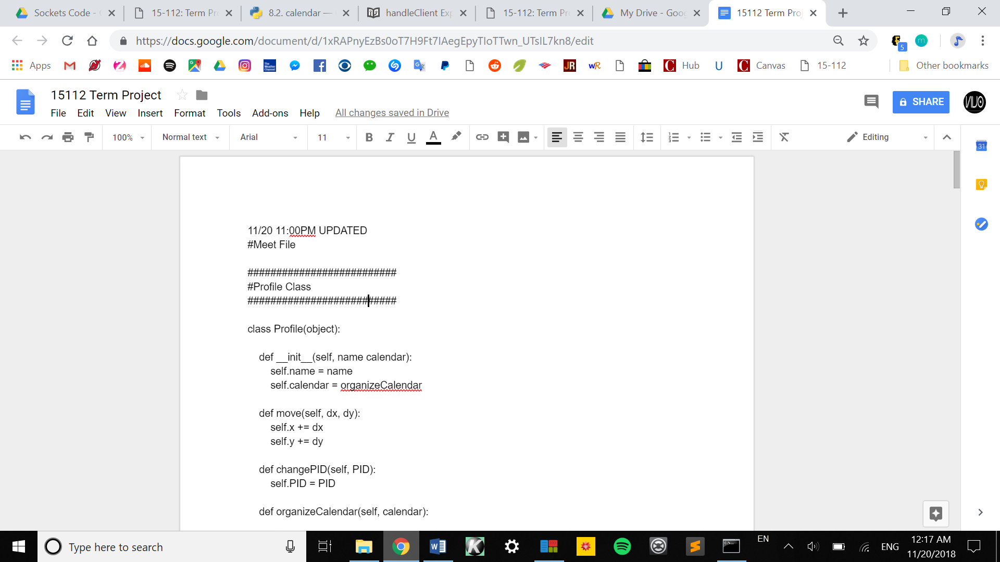 Sockets Code -
15-112: Term Pr
8.2. calendar —
handleClient Exp
15-112: Term Pr
My Drive - Goog
15112 Term Proj
https://docs.google.com/document/d/1xRAPnyEzBs0oT7H9Ft7IAegEpyTIoTTwn_UTsIL7kn8/edit
5
m
Apps
Hub
U
Canvas
15-112
Other bookmarks
15112 Term Project
File Edit View Insert Format Tools Add-ons Help All changes saved in Drive
SHARE
100% Normal text Arial 11 B I U A Editing
31
11/20 11:00PM UPDATED
#Meet File
##########################
#Profile Class
##########################
class Profile(object):
def __init__(self, name calendar):
self.name = name
self.calendar = organizeCalendar
def move(self, dx, dy):
self.x += dx
self.y += dy
def changePID(self, PID):
self.PID = PID
def organizeCalendar(self, calendar):
Type here to search
EN
ENG
12:17 AM
11/20/2018